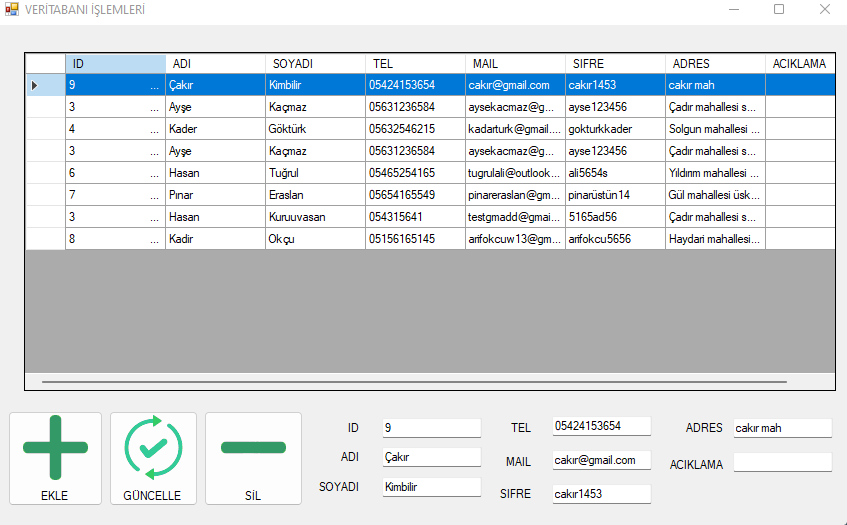 VERİTABANI İŞLEMLERİ
ID ADI SOYADI TEL MAIL SIFRE ADRES ACIKLAMA
9 ... Çakır Kimbilir 05424153654 cakır@gmail.com cakır1453 cakır mah
3 ... Ayşe Kaçmaz 05631236584 aysekacmaz@g... ayse123456 Çadır mahallesi s...
4 ... Kader Göktürk 05632546215 kadarturk@gmail.... gokturkkader Solgun mahallesi ...
3 ... Ayşe Kaçmaz 05631236584 aysekacmaz@g... ayse123456 Çadır mahallesi s...
6 ... Hasan Tuğrul 05465254165 tugrulali@outlook... ali5654s Yıldırım mahallesi ...
7 ... Pınar Eraslan 05654165549 pinareraslan@gm... pinarüstün14 Gül mahallesi üsk...
3 ... Hasan Kuruuvasan 054315641 testgmadd@gmai... 5165ad56 Çadır mahallesi s...
8 ... Kadir Okçu 05156165145 arifokcuw13@gm... arifokcu5656 Haydari mahallesi...
EKLE GÜNCELLE SİL
ID 9 TEL 05424153654 ADRES cakır mah
ADI Çakır MAIL cakır@gmail.com ACIKLAMA
SOYADI Kimbilir SIFRE cakır1453